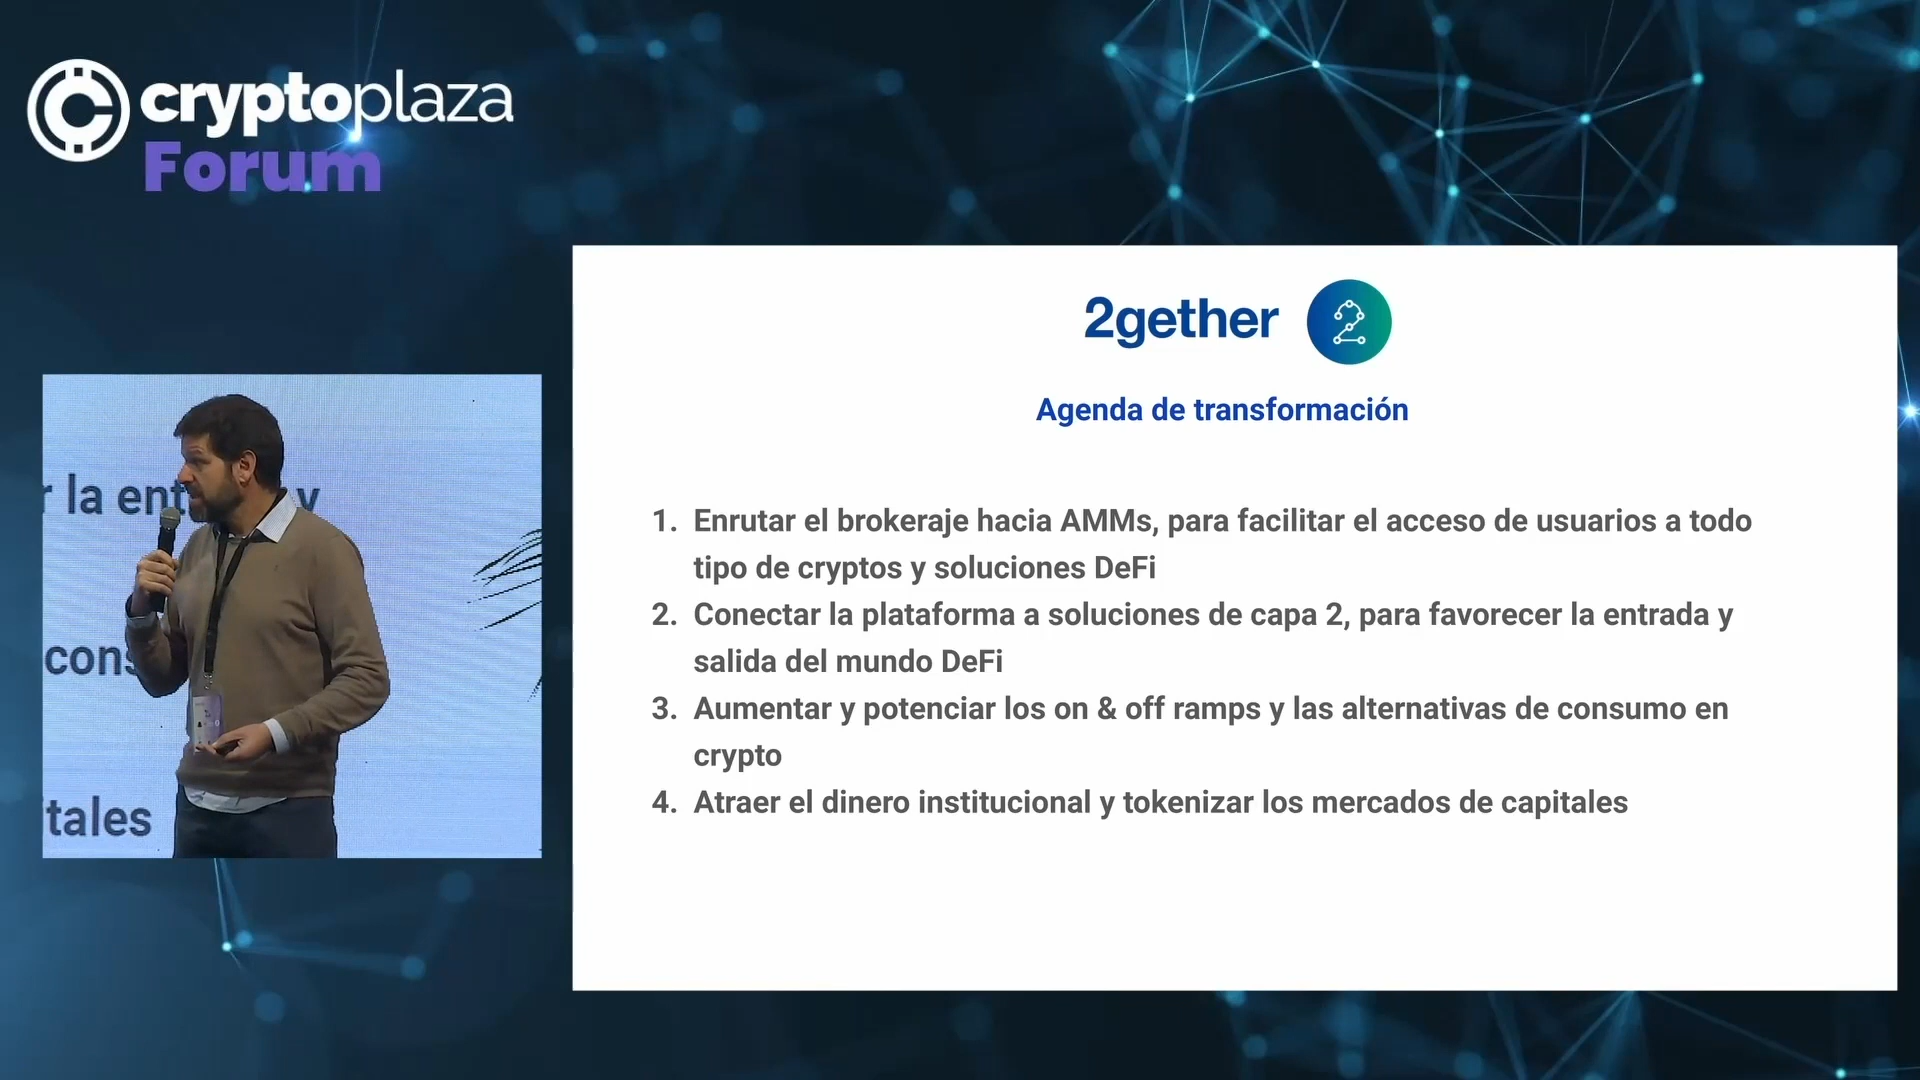 cryptoplaza
Forum
2gether
Agenda de transformación
1. Enrutar el brokeraje hacia AMMs, para facilitar el acceso de usuarios a todo
tipo de cryptos y soluciones DeFi
2. Conectar la plataforma a soluciones de capa 2, para favorecer la entrada y
salida del mundo DeFi
3. Aumentar y potenciar los on & off ramps y las alternativas de consumo en
crypto
4. Atraer el dinero institucional y tokenizar los mercados de capitales
r la ent y
cons
itales